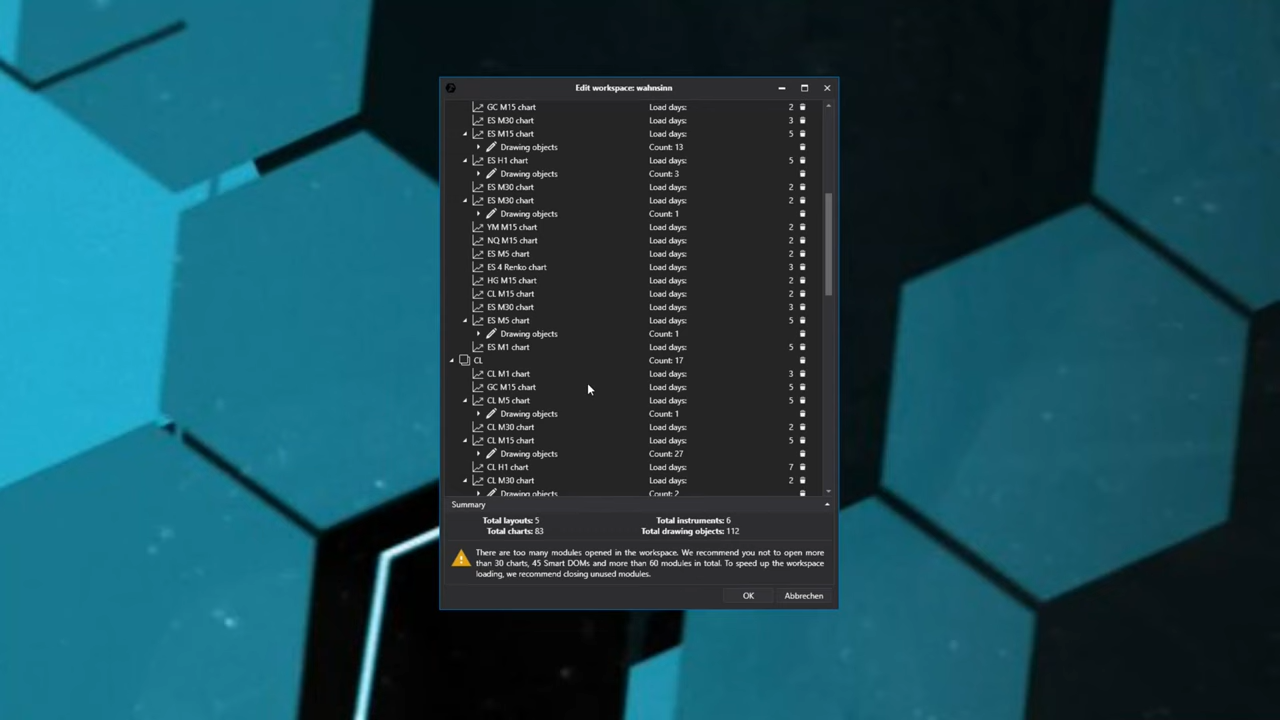 Edit workspace: wahnsinn
GC M15 chart Load days: 2
ES M30 chart Load days: 3
ES M15 chart Load days: 5
Drawing objects Count: 13
ES H1 chart Load days: 5
Drawing objects Count: 3
ES M30 chart Load days: 2
ES M30 chart Load days: 2
Drawing objects Count: 1
YM M15 chart Load days: 2
NQ M15 chart Load days: 2
ES M5 chart Load days: 2
ES 4 Renko chart Load days: 3
HG M15 chart Load days: 2
CL M15 chart Load days: 2
ES M30 chart Load days: 3
ES M5 chart Load days: 5
Drawing objects Count: 1
ES M1 chart Load days: 5
CL Count: 17
CL M1 chart Load days: 3
GC M15 chart Load days: 5
CL M5 chart Load days: 5
Drawing objects Count: 1
CL M30 chart Load days: 2
CL M15 chart Load days: 5
Drawing objects Count: 27
CL H1 chart Load days: 7
CL M30 chart Load days: 2
Drawing objects Count: 2
Summary
Total layouts: 5 Total instruments: 6
Total charts: 83 Total drawing objects: 112
There are too many modules opened in the workspace. We recommend you not to open more
than 30 charts, 45 Smart DOMs and more than 60 modules in total. To speed up the workspace
loading, we recommend closing unused modules.
OK Abbrechen